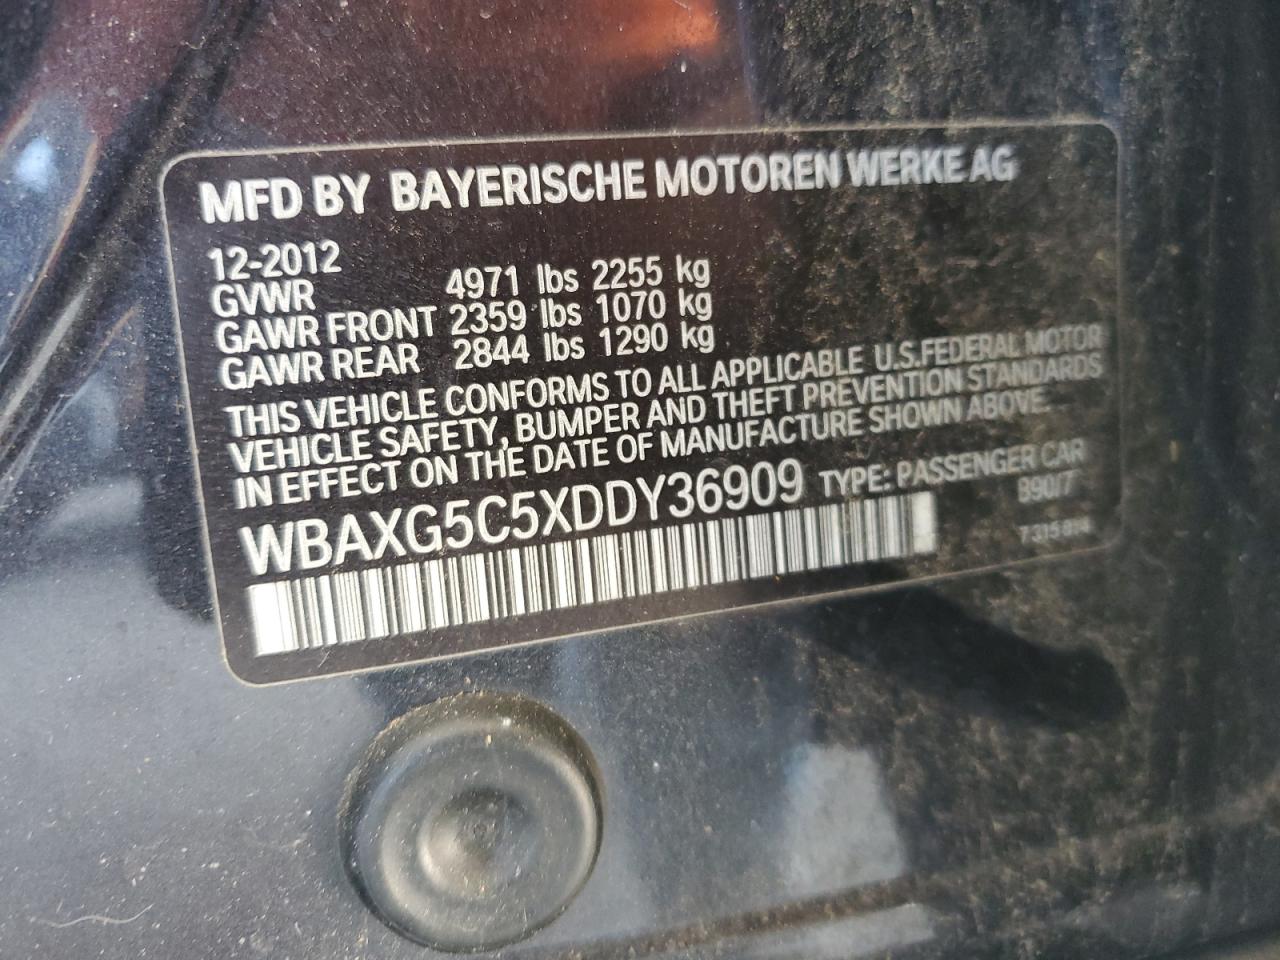 MFD BY BAYERISCHE MOTOREN WERKE AG
12-2012
GVWR 4971 lbs 2255 kg
GAWR FRONT 2359 lbs 1070 kg
GAWR REAR 2844 lbs 1290 kg
THIS VEHICLE CONFORMS TO ALL APPLICABLE U.S.FEDERAL MOTOR
VEHICLE SAFETY, BUMPER AND THEFT PREVENTION STANDARDS
IN EFFECT ON THE DATE OF MANUFACTURE SHOWN ABOVE.
WBAXG5C5XDDY36909 TYPE: PASSENGER CAR